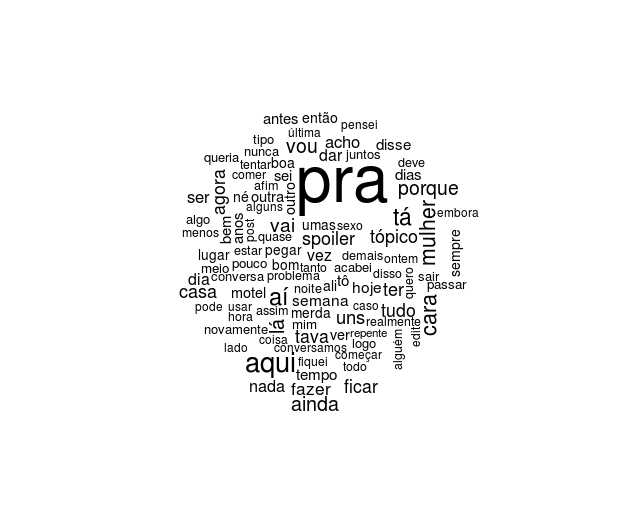 antes então
pensei
última
tipo
vou
acho
disse
nunca
dar
juntos
queria
tentar
boa
deve
comer
sei
pra
dias
agora
afim
outro
porque
ser
né
outra
alguns
tá
mulher
embora
algo
bem
anos
post
vai
umas
sexo
menos
quase
spoiler
tópico
sempre
lugar
estar
pegar
vez
demais
ontem
meio
pouco
bom
tanto
acabei
disso
quero
sair
dia
conversa
problema
tô
passar
casa
motel
aí
noite
ali
hoje
ter
cara
semana
pode
usar
assim
merda
caso
tudo
hora
lá
mim
uns
realmente
novamente
coisa
tava
ver
repente
alguém
edite
lado
conversamos
logo
aqui
fiquei
começar
todo
tempo
nada
fazer
ficar
ainda